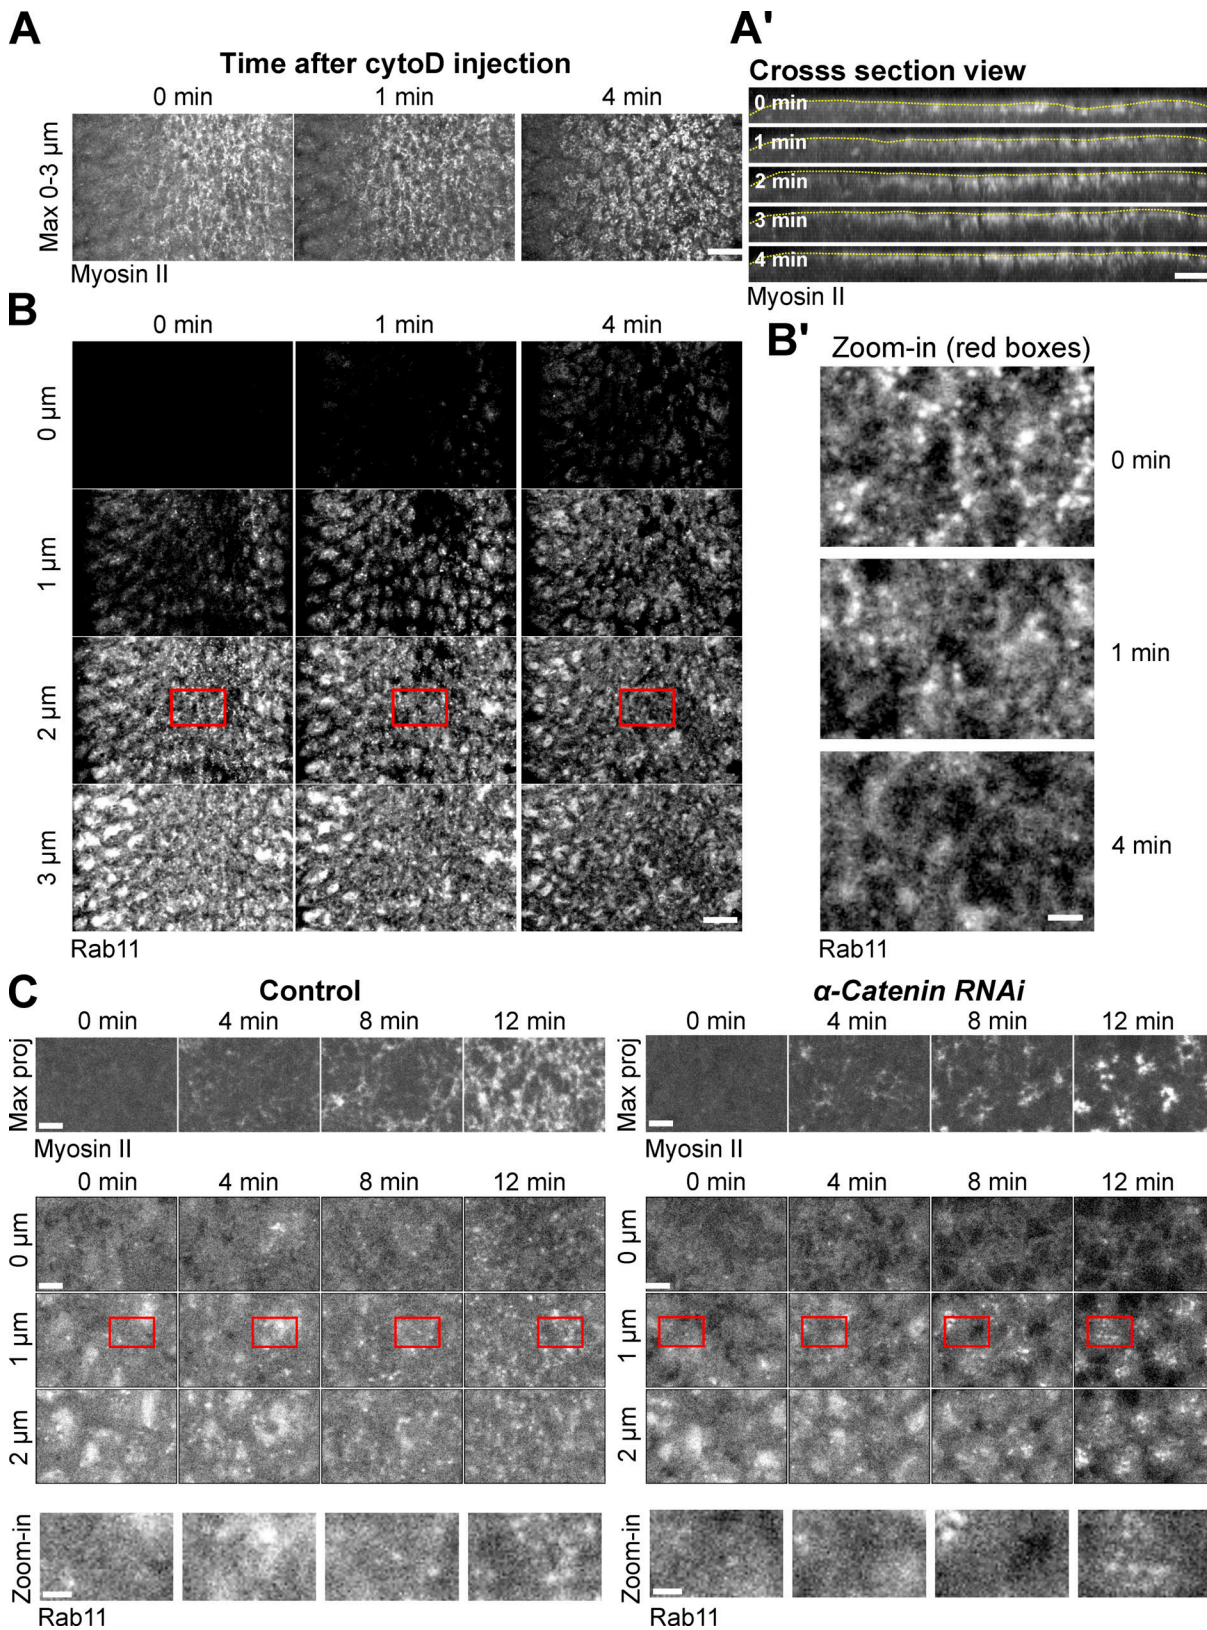 A
Time after cytoD injection
0 min 1 min 4 min
Max 0-3 µm
Myosin II
A'
Crosss section view
0 min
1 min
2 min
3 min
4 min
Myosin II
B
0 min 1 min 4 min
0 µm
1 µm
2 µm
3 µm
Rab11
B'
Zoom-in (red boxes)
0 min
1 min
4 min
Rab11
C
Control
0 min 4 min 8 min 12 min
Max proj
Myosin II
0 min 4 min 8 min 12 min
0 µm
1 µm
2 µm
Zoom-in
Rab11
α-Catenin RNAi
0 min 4 min 8 min 12 min
Max proj
Myosin II
0 min 4 min 8 min 12 min
0 µm
1 µm
2 µm
Zoom-in
Rab11